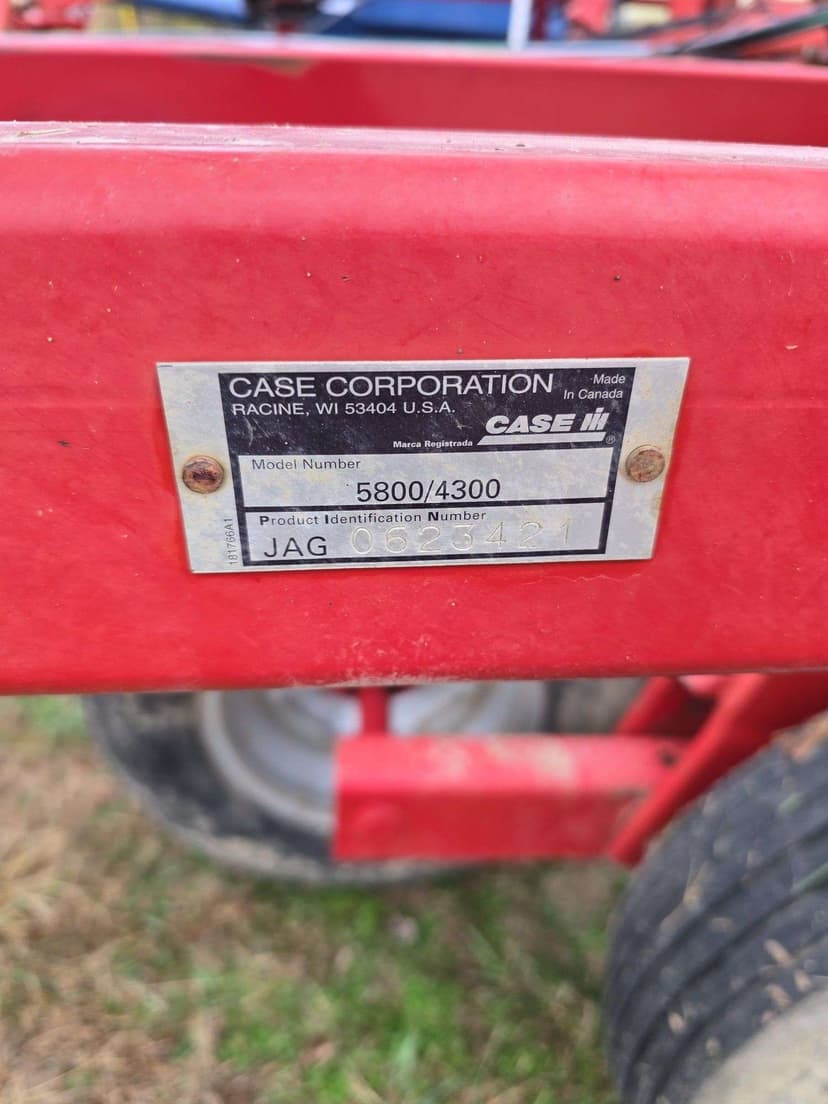 CASE CORPORATION
Made
In Canada
RACINE, WI 53404 U.S.A.
CASE IH
Marca Registrada ®
Model Number
5800/4300
Product Identification Number
JAG 0623421
181766A1